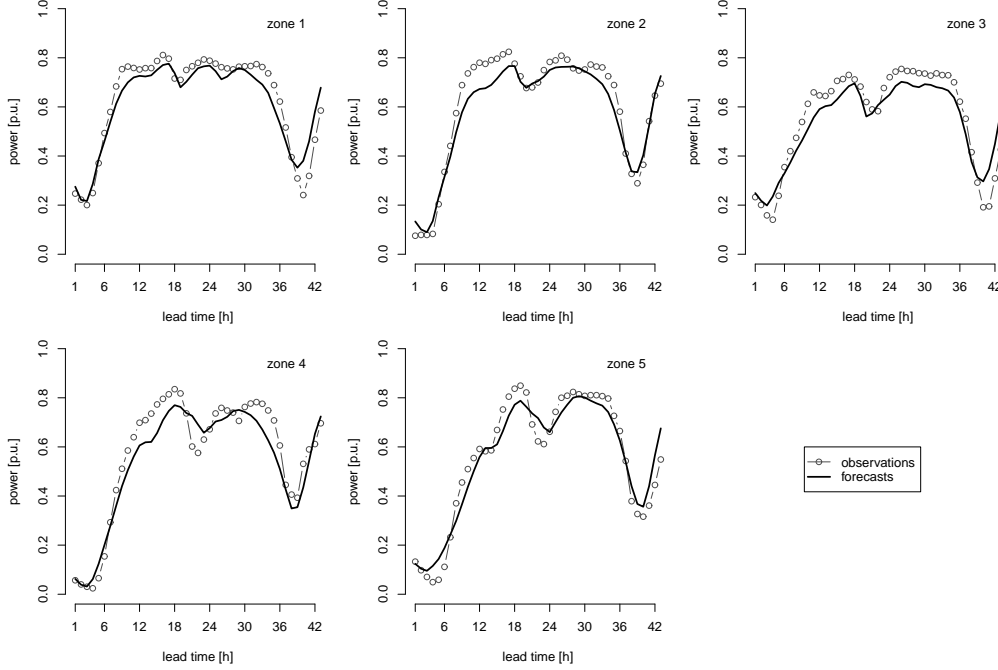 zone 1
power [p.u.]
0.0 0.2 0.4 0.6 0.8 1.0
1 6 12 18 24 30 36 42
lead time [h]
zone 2
power [p.u.]
0.0 0.2 0.4 0.6 0.8 1.0
1 6 12 18 24 30 36 42
lead time [h]
zone 3
power [p.u.]
0.0 0.2 0.4 0.6 0.8 1.0
1 6 12 18 24 30 36 42
lead time [h]
zone 4
power [p.u.]
0.0 0.2 0.4 0.6 0.8 1.0
1 6 12 18 24 30 36 42
lead time [h]
zone 5
power [p.u.]
0.0 0.2 0.4 0.6 0.8 1.0
1 6 12 18 24 30 36 42
lead time [h]
observations
forecasts